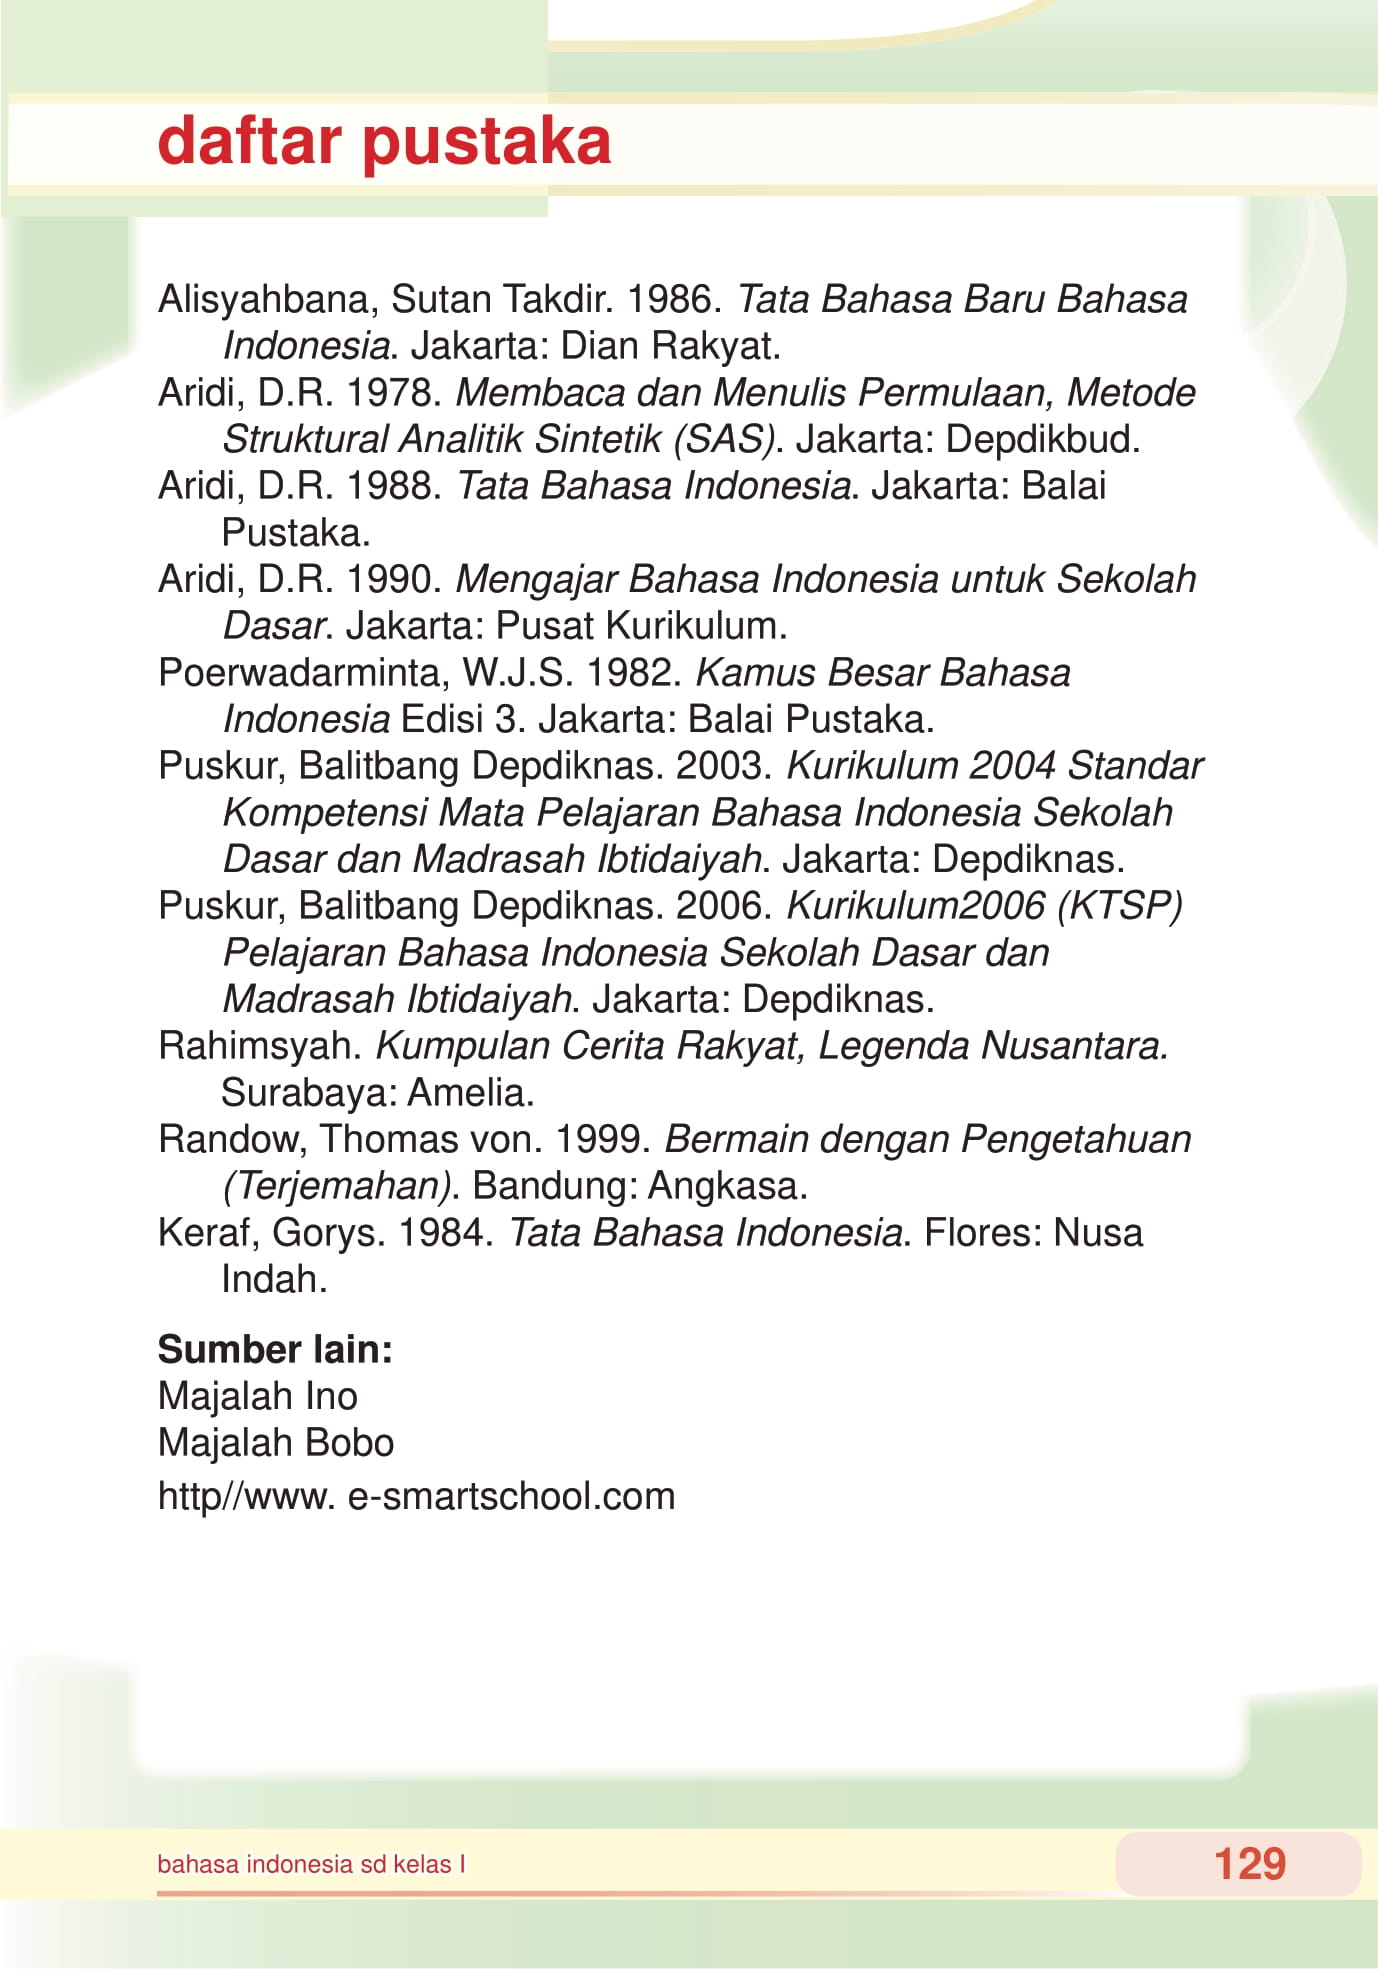 daftar pustaka
Alisyahbana, Sutan Takdir. 1986. Tata Bahasa Baru Bahasa
Indonesia. Jakarta: Dian Rakyat.
Aridi, D.R. 1978. Membaca dan Menulis Permulaan, Metode
Struktural Analitik Sintetik (SAS). Jakarta: Depdikbud.
Aridi, D.R. 1988. Tata Bahasa Indonesia. Jakarta: Balai
Pustaka.
Aridi, D.R. 1990. Mengajar Bahasa Indonesia untuk Sekolah
Dasar. Jakarta: Pusat Kurikulum.
Poerwadarminta, W.J.S. 1982. Kamus Besar Bahasa
Indonesia Edisi 3. Jakarta: Balai Pustaka.
Puskur, Balitbang Depdiknas. 2003. Kurikulum 2004 Standar
Kompetensi Mata Pelajaran Bahasa Indonesia Sekolah
Dasar dan Madrasah Ibtidaiyah. Jakarta: Depdiknas.
Puskur, Balitbang Depdiknas. 2006. Kurikulum2006 (KTSP)
Pelajaran Bahasa Indonesia Sekolah Dasar dan
Madrasah Ibtidaiyah. Jakarta: Depdiknas.
Rahimsyah. Kumpulan Cerita Rakyat, Legenda Nusantara.
Surabaya: Amelia.
Randow, Thomas von. 1999. Bermain dengan Pengetahuan
(Terjemahan). Bandung: Angkasa.
Keraf, Gorys. 1984. Tata Bahasa Indonesia. Flores: Nusa
Indah.
Sumber lain:
Majalah Ino
Majalah Bobo
http//www. e-smartschool.com
bahasa indonesia sd kelas I
129